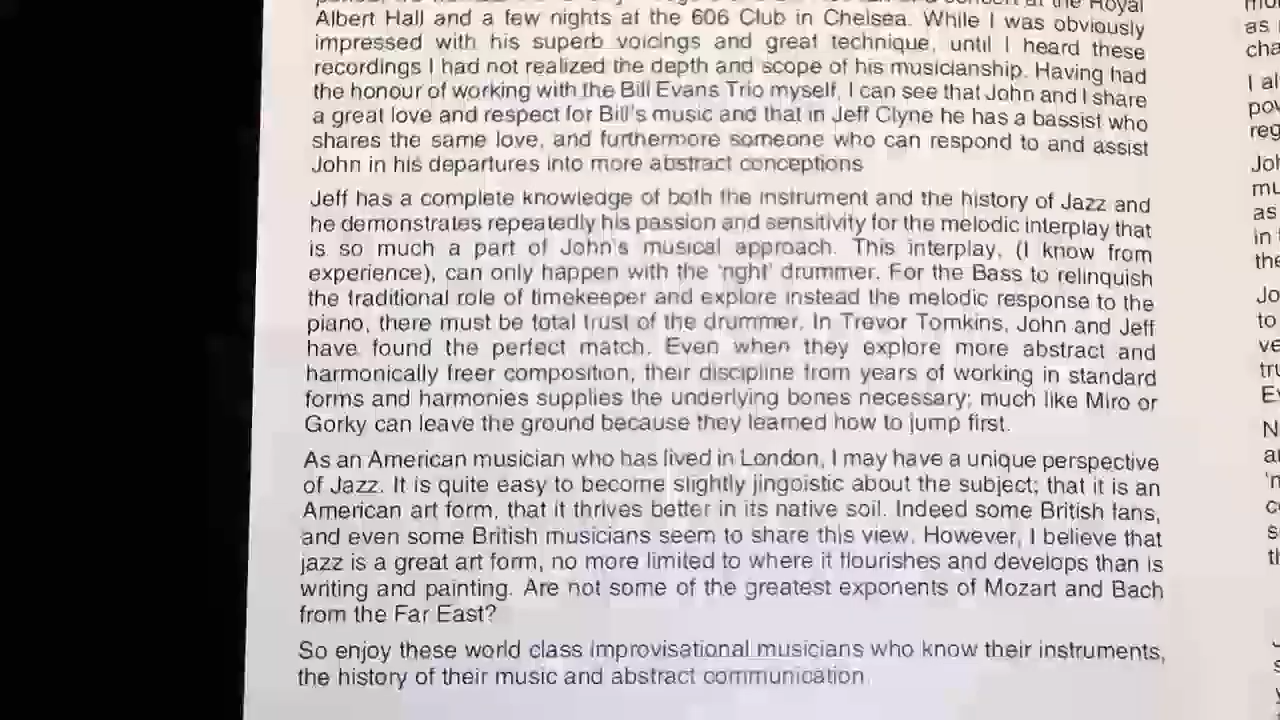 at the Royal
Albert Hall and a few nights at the 606 Club in Chelsea. While I was obviously
impressed with his superb voicings and great technique, until I heard these
recordings I had not realized the depth and scope of his musicianship. Having had
the honour of working with the Bill Evans Trio myself, I can see that John and I share
a great love and respect for Bill's music and that in Jeff Clyne he has a bassist who
shares the same love, and furthermore someone who can respond to and assist
John in his departures into more abstract conceptions
Jeff has a complete knowledge of both the instrument and the history of Jazz and
he demonstrates repeatedly his passion and sensitivity for the melodic interplay that
is so much a part of John's musical approach. This interplay, (I know from
experience), can only happen with the 'right' drummer. For the Bass to relinquish
the traditional role of timekeeper and explore instead the melodic response to the
piano, there must be total trust of the drummer. In Trevor Tomkins, John and Jeff
have found the perfect match. Even when they explore more abstract and
harmonically freer composition, their discipline from years of working in standard
forms and harmonies supplies the underlying bones necessary; much like Miro or
Gorky can leave the ground because they learned how to jump first.
As an American musician who has lived in London, I may have a unique perspective
of Jazz. It is quite easy to become slightly jingoistic about the subject; that it is an
American art form, that it thrives better in its native soil. Indeed some British fans,
and even some British musicians seem to share this view. However, I believe that
jazz is a great art form, no more limited to where it flourishes and develops than is
writing and painting. Are not some of the greatest exponents of Mozart and Bach
from the Far East?
So enjoy these world class improvisational musicians who know their instruments,
the history of their music and abstract communication